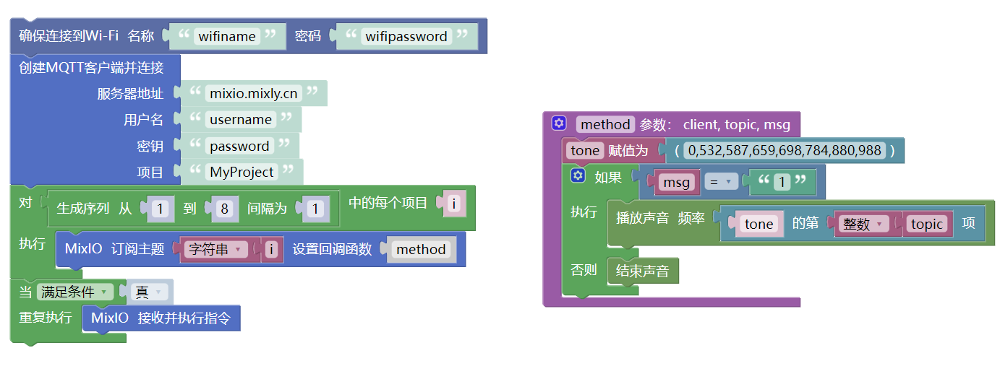 确保连接到Wi-Fi 名称 “ wifiname ” 密码 “ wifipassword ”
创建MQTT客户端并连接
服务器地址 “ mixio.mixly.cn ”
用户名 “ username ”
密钥 “ password ”
项目 “ MyProject ”
对 生成序列 从 1 到 8 间隔为 1 中的每个项目 i
执行 MixIO 订阅主题 字符串 i 设置回调函数 method
当 满足条件 真
重复执行 MixIO 接收并执行指令
method 参数: client, topic, msg
tone 赋值为 ( 0,532,587,659,698,784,880,988 )
如果 msg = “ 1 ”
执行 播放声音 频率 tone 的第 整数 topic 项
否则 结束声音